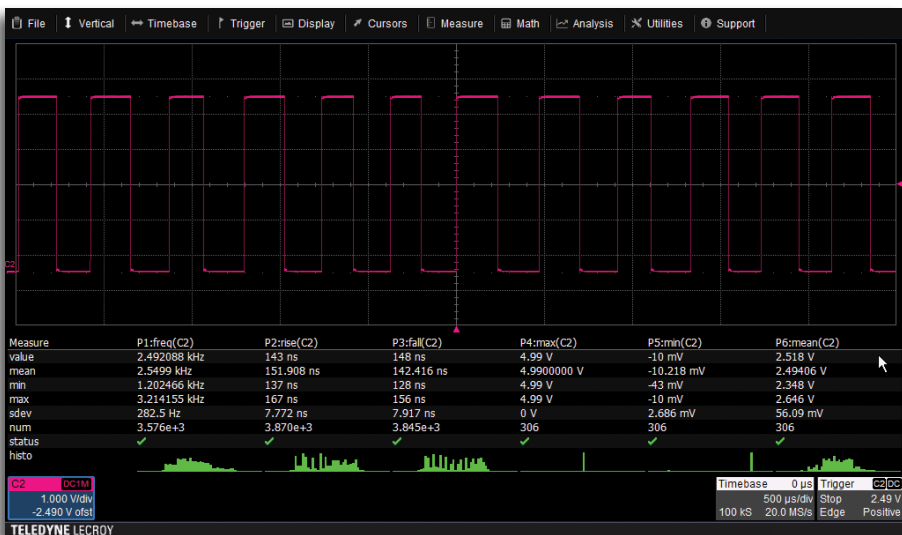 File Vertical Timebase Trigger Display Cursors Measure Math Analysis Utilities Support
C2
Measure P1:freq(C2) P2:rise(C2) P3:fall(C2) P4:max(C2) P5:min(C2) P6:mean(C2)
value 2.492088 kHz 143 ns 148 ns 4.99 V -10 mV 2.518 V
mean 2.5499 kHz 151.908 ns 142.416 ns 4.9900000 V -10.218 mV 2.49406 V
min 1.202466 kHz 137 ns 128 ns 4.99 V -43 mV 2.348 V
max 3.214155 kHz 167 ns 156 ns 4.99 V -10 mV 2.646 V
sdev 282.5 Hz 7.772 ns 7.917 ns 0 V 2.686 mV 56.09 mV
num 3.576e+3 3.870e+3 3.845e+3 306 306 306
status
histo
C2 DC1M
1.000 V/div
-2.490 V ofst
Timebase 0 µs Trigger C2 DC
500 µs/div Stop 2.49 V
100 kS 20.0 MS/s Edge Positive
TELEDYNE LECROY